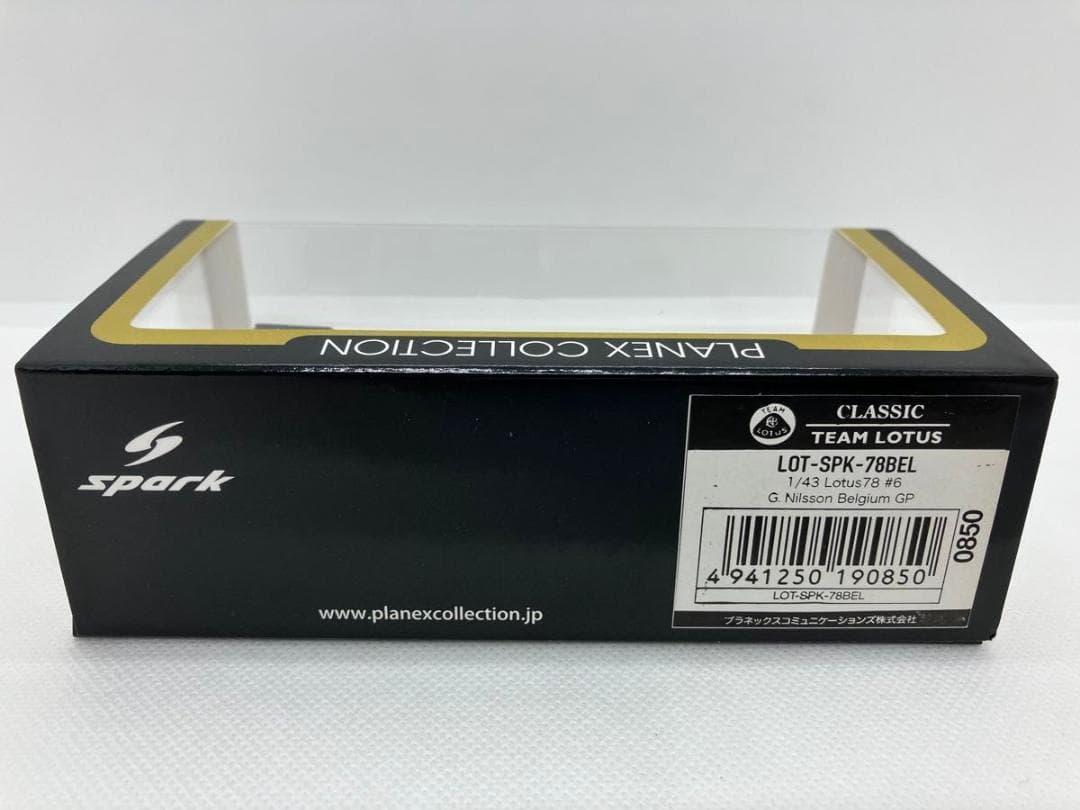 PLANEX COLLECTION
spark
www.planexcollection.jp
TEAM
LOTUS
CLASSIC
TEAM LOTUS
LOT-SPK-78BEL
1/43 Lotus78 #6
G. Nilsson Belgium GP
4 941250 190850
0850
LOT-SPK-78BEL
プラネックスコミュニケーションズ株式会社